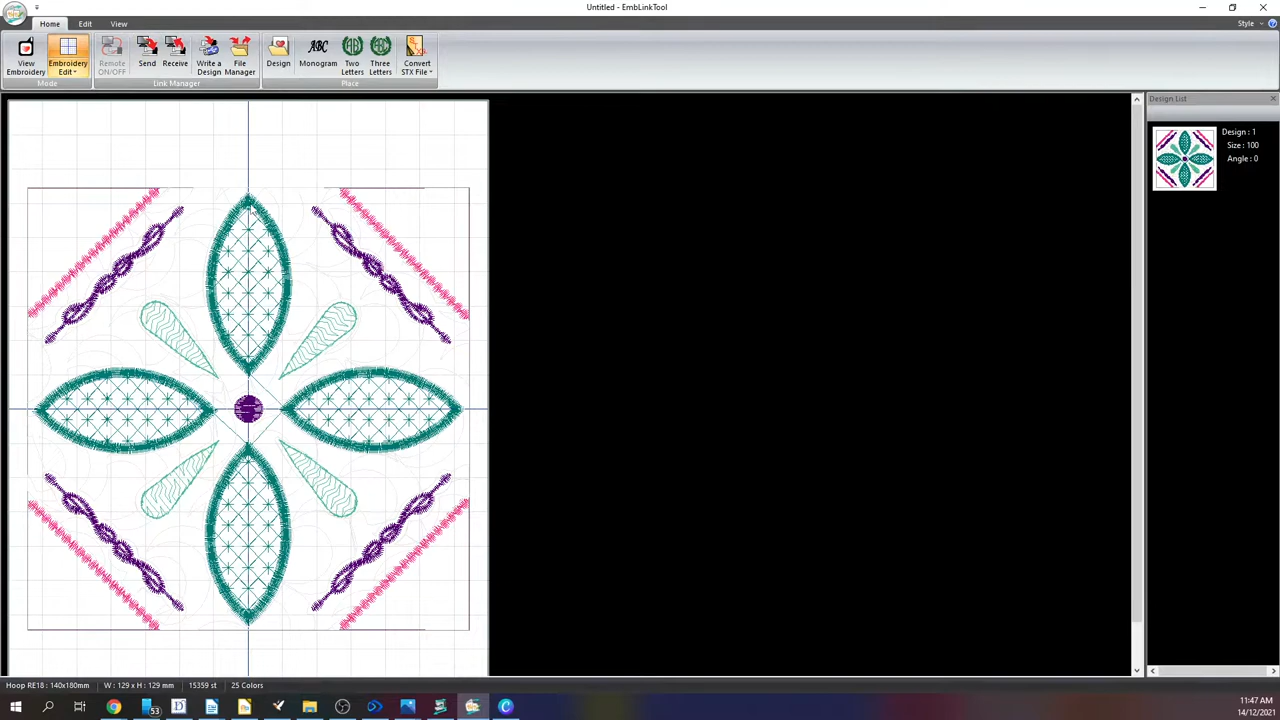 Untitled - EmbLinkTool
Home Edit View Style
View Embroidery
Embroidery Edit
Remote ON/OFF
Send
Receive
Write a Design
File Manager
Design
ABC
Monogram
Two Letters
Three Letters
Convert STX File
Mode Link Manager Place
Design List
Design : 1
Size : 100
Angle : 0
Hoop RE18 : 140x180mm W : 129 x H : 129 mm 15359 st 25 Colors
53
11:47 AM
14/12/2021